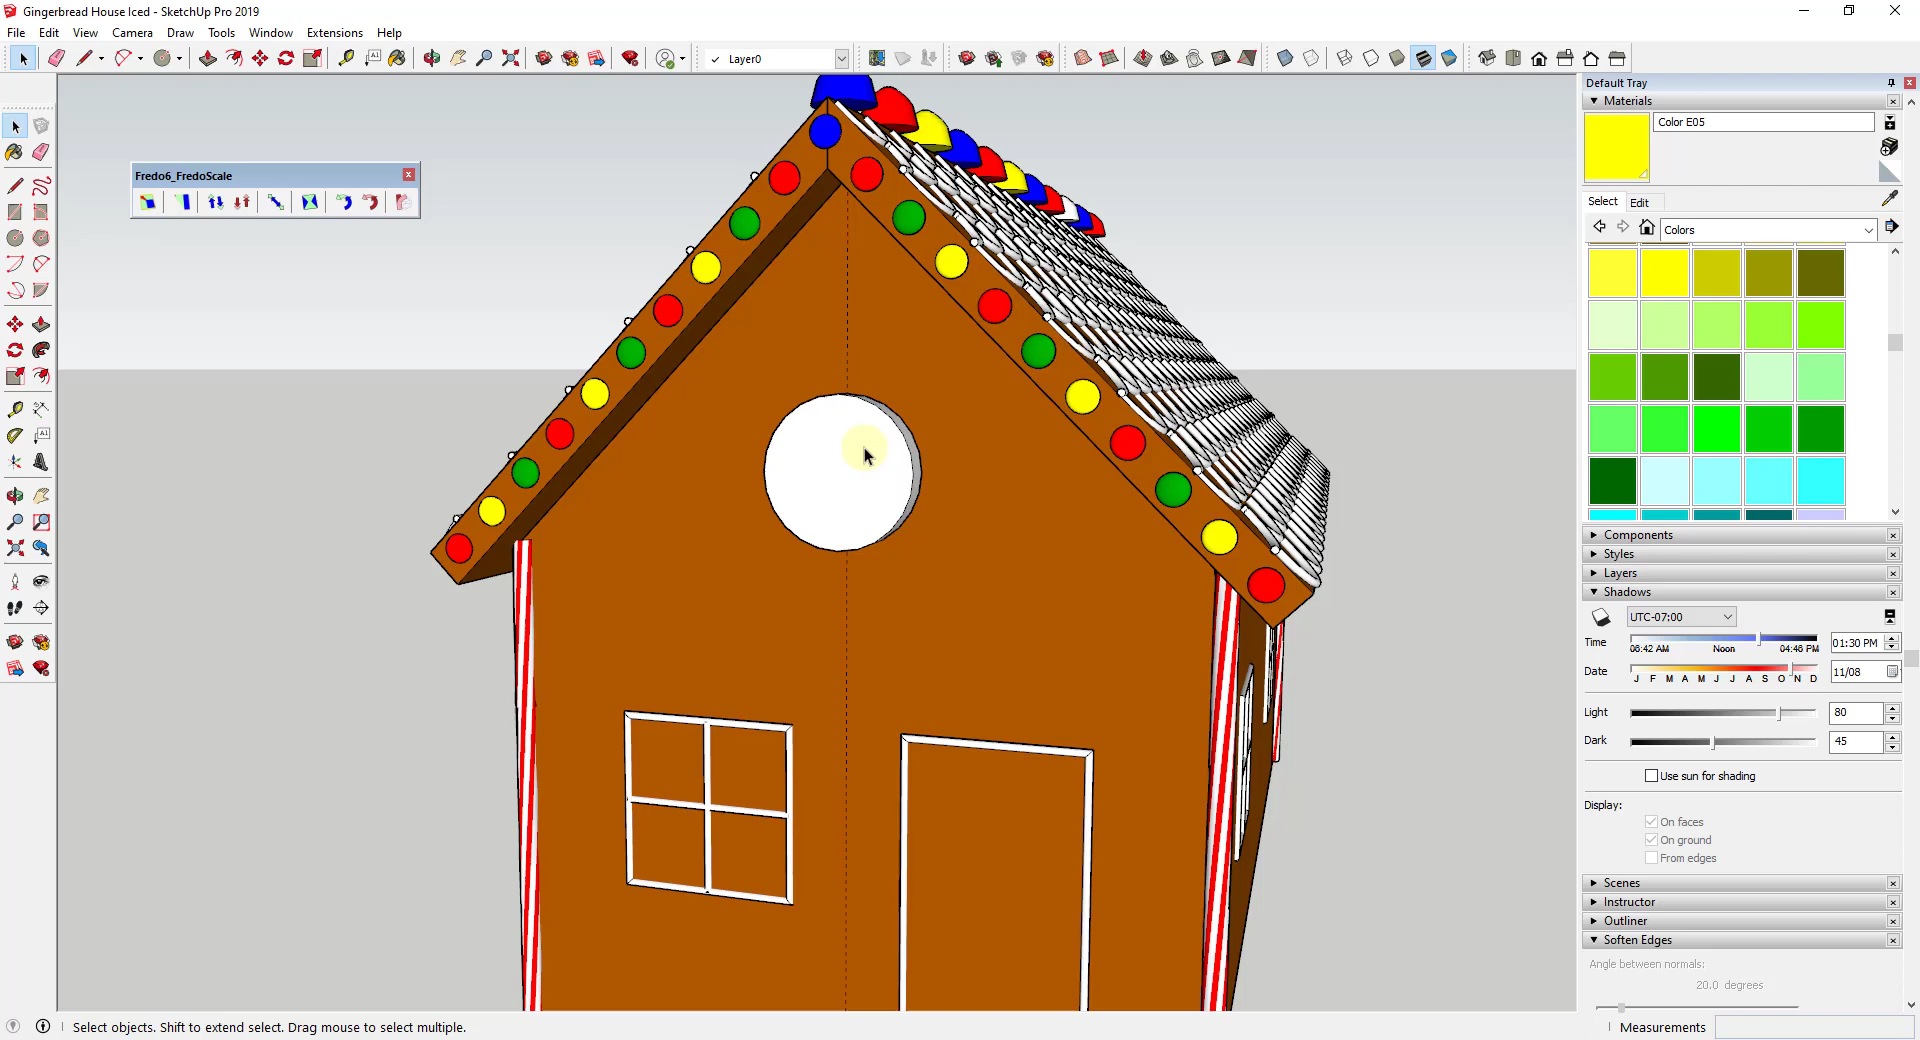 Gingerbread House Iced - SketchUp Pro 2019
File Edit View Camera Draw Tools Window Extensions Help
Layer0
Default Tray
Materials
Color E05
Fredo6_FredoScale
Select Edit
Colors
Components
Styles
Layers
Shadows
UTC-07:00
Time 06:42 AM Noon 04:46 PM 01:30 PM
Date J F M A M J J A S O N D 11/08
Light 80
Dark 45
Use sun for shading
Display:
On faces
On ground
From edges
Scenes
Instructor
Outliner
Soften Edges
Angle between normals:
20.0 degrees
Select objects. Shift to extend select. Drag mouse to select multiple.
Measurements